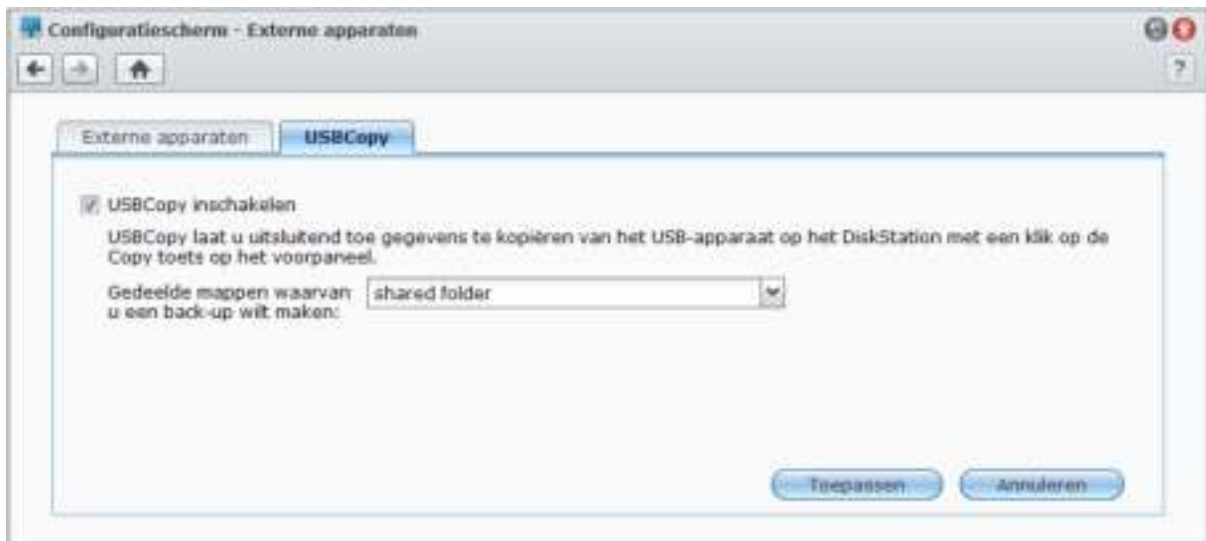 Configuratiescherm - Externe apparaten
?
Externe apparaten USBCopy
USBCopy inschakelen
USBCopy laat u uitsluitend toe gegevens te kopiëren van het USB-apparaat op het DiskStation met een klik op de
Copy toets op het voorpaneel.
Gedeelde mappen waarvan shared folder
u een back-up wilt maken:
Toepassen Annuleren